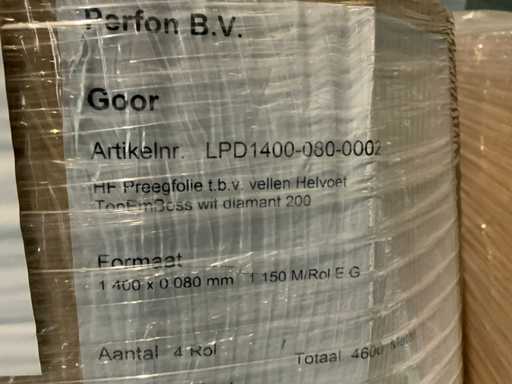 Perfon B.V.
Goor
Artikelnr. LPD1400-080-0002
HF Preegfolie t.b.v. vellen Helvoet
TopEmBoss wit diamant 200
Formaat
1.400 x 0.080 mm 1.150 M/Rol E.G
Aantal 4 Rol
Totaal 4600